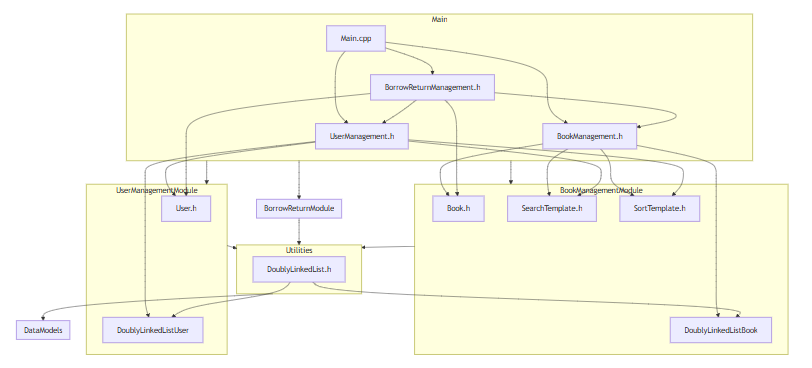 Main
Main.cpp
BorrowReturnManagement.h
UserManagement.h
BookManagement.h
UserManagementModule
BookManagementModule
User.h
BorrowReturnModule
Book.h
SearchTemplate.h
SortTemplate.h
Utilities
DoublyLinkedList.h
DataModels
DoublyLinkedListUser
DoublyLinkedListBook